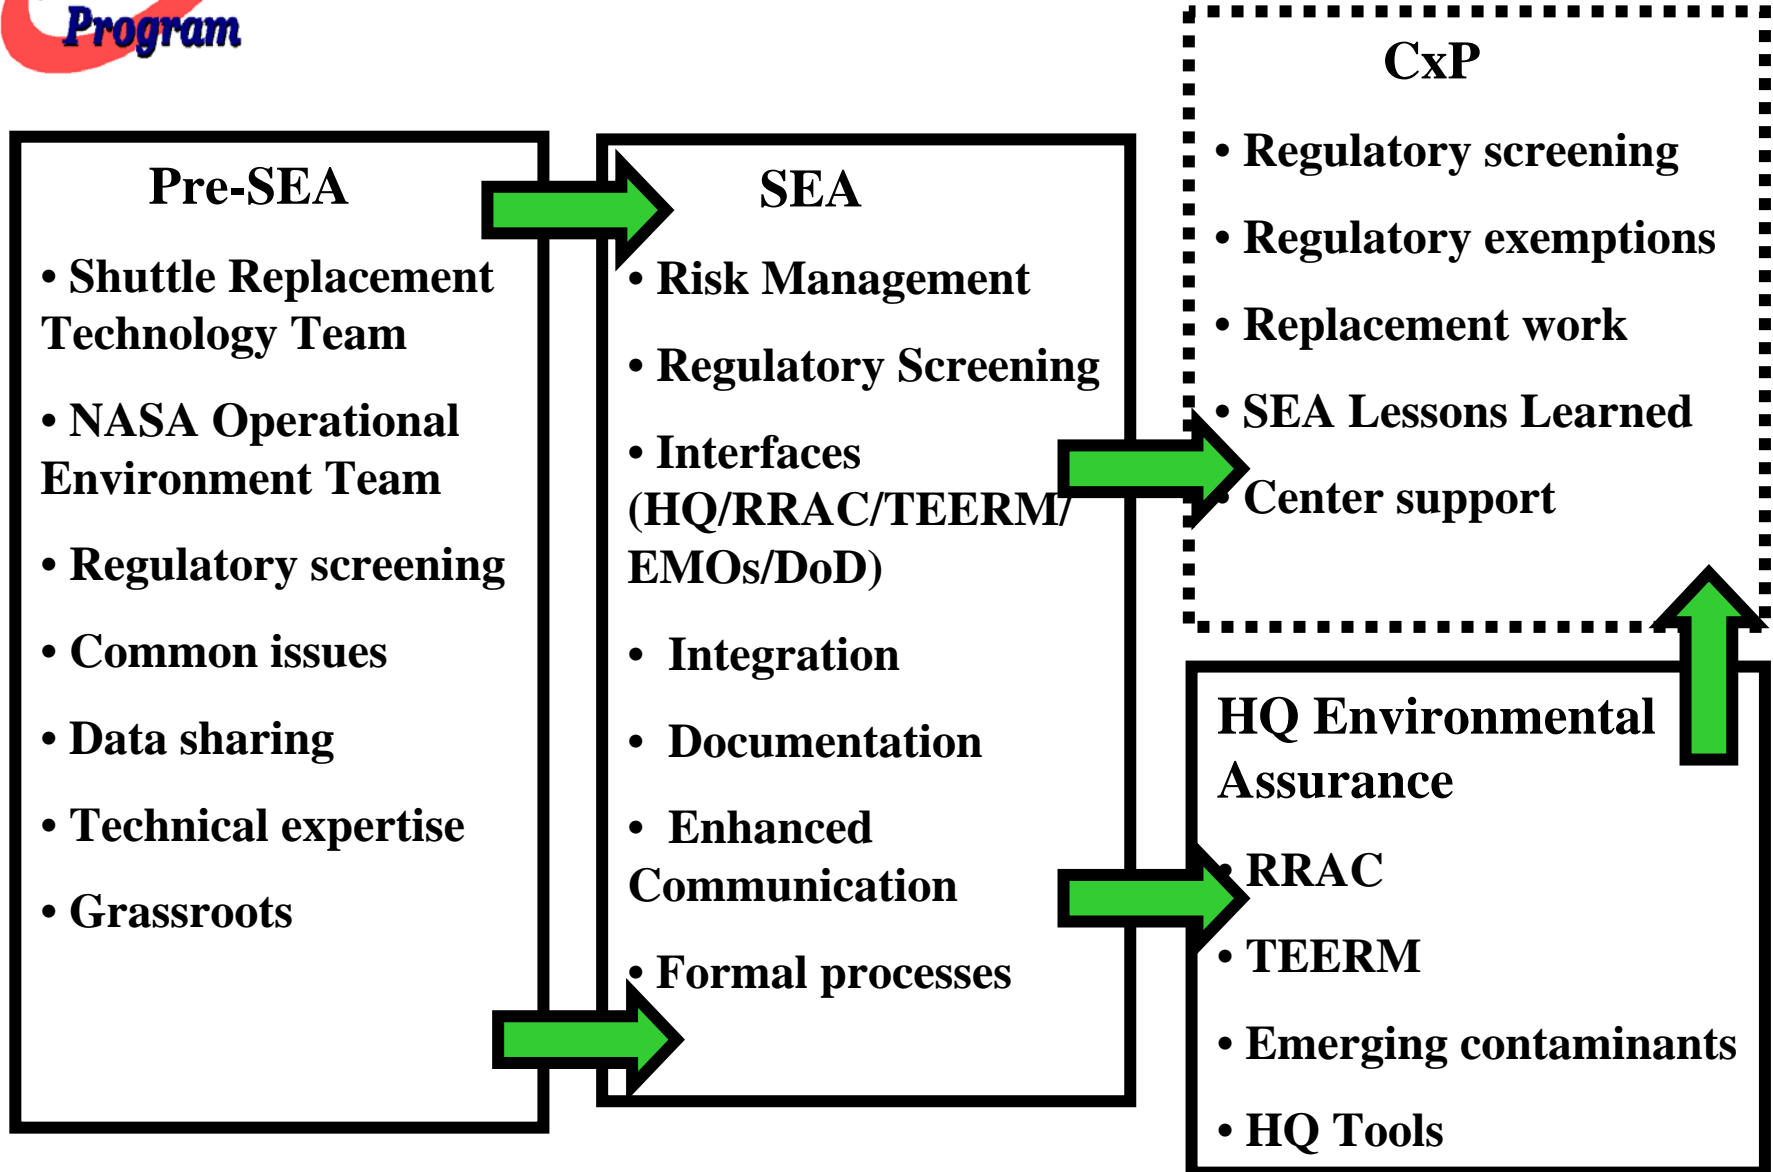 Program
Pre-SEA
• Shuttle Replacement
Technology Team
• NASA Operational
Environment Team
• Regulatory screening
• Common issues
• Data sharing
• Technical expertise
• Grassroots
SEA
• Risk Management
• Regulatory Screening
• Interfaces
(HQ/RRAC/TEERM/
EMOs/DoD)
• Integration
• Documentation
• Enhanced
Communication
• Formal processes
CxP
• Regulatory screening
• Regulatory exemptions
• Replacement work
• SEA Lessons Learned
• Center support
HQ Environmental
Assurance
• RRAC
• TEERM
• Emerging contaminants
• HQ Tools